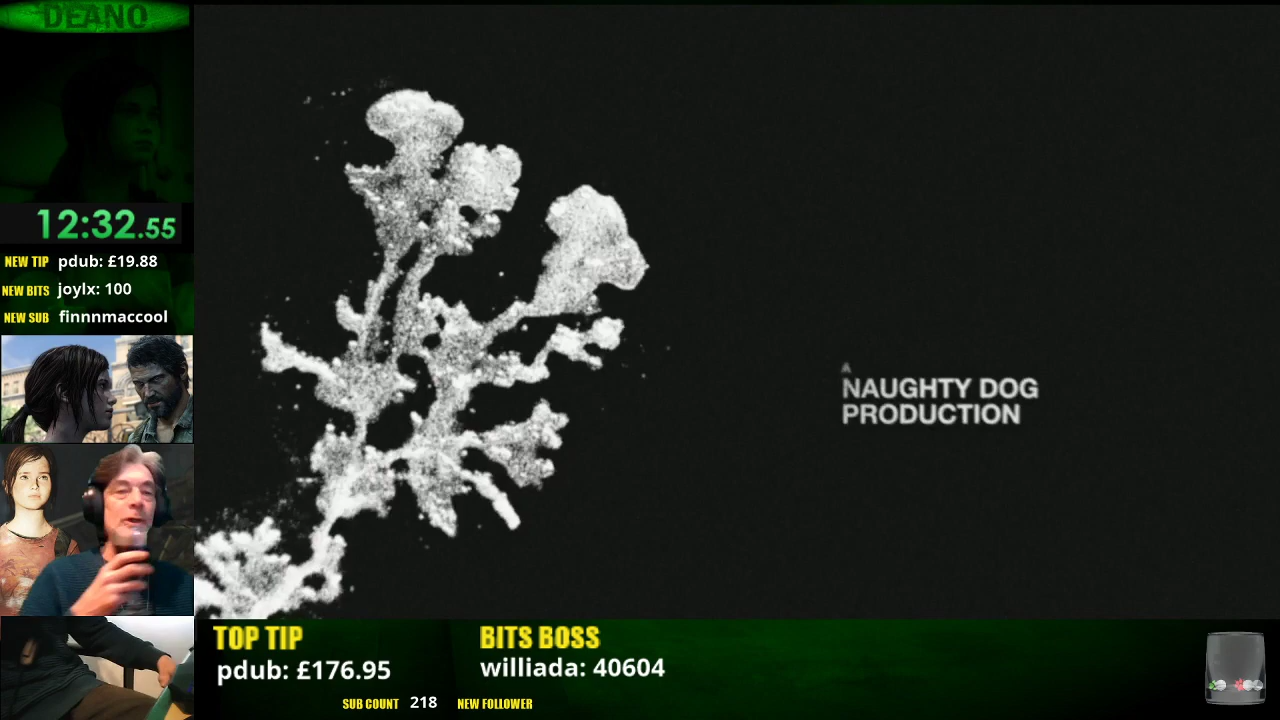 DEANO
12:32.55
NEW TIP pdub: £19.88
NEW BITS joylx: 100
NEW SUB finnnmaccool
A
NAUGHTY DOG
PRODUCTION
TOP TIP
pdub: £176.95
BITS BOSS
williada: 40604
SUB COUNT 218 NEW FOLLOWER